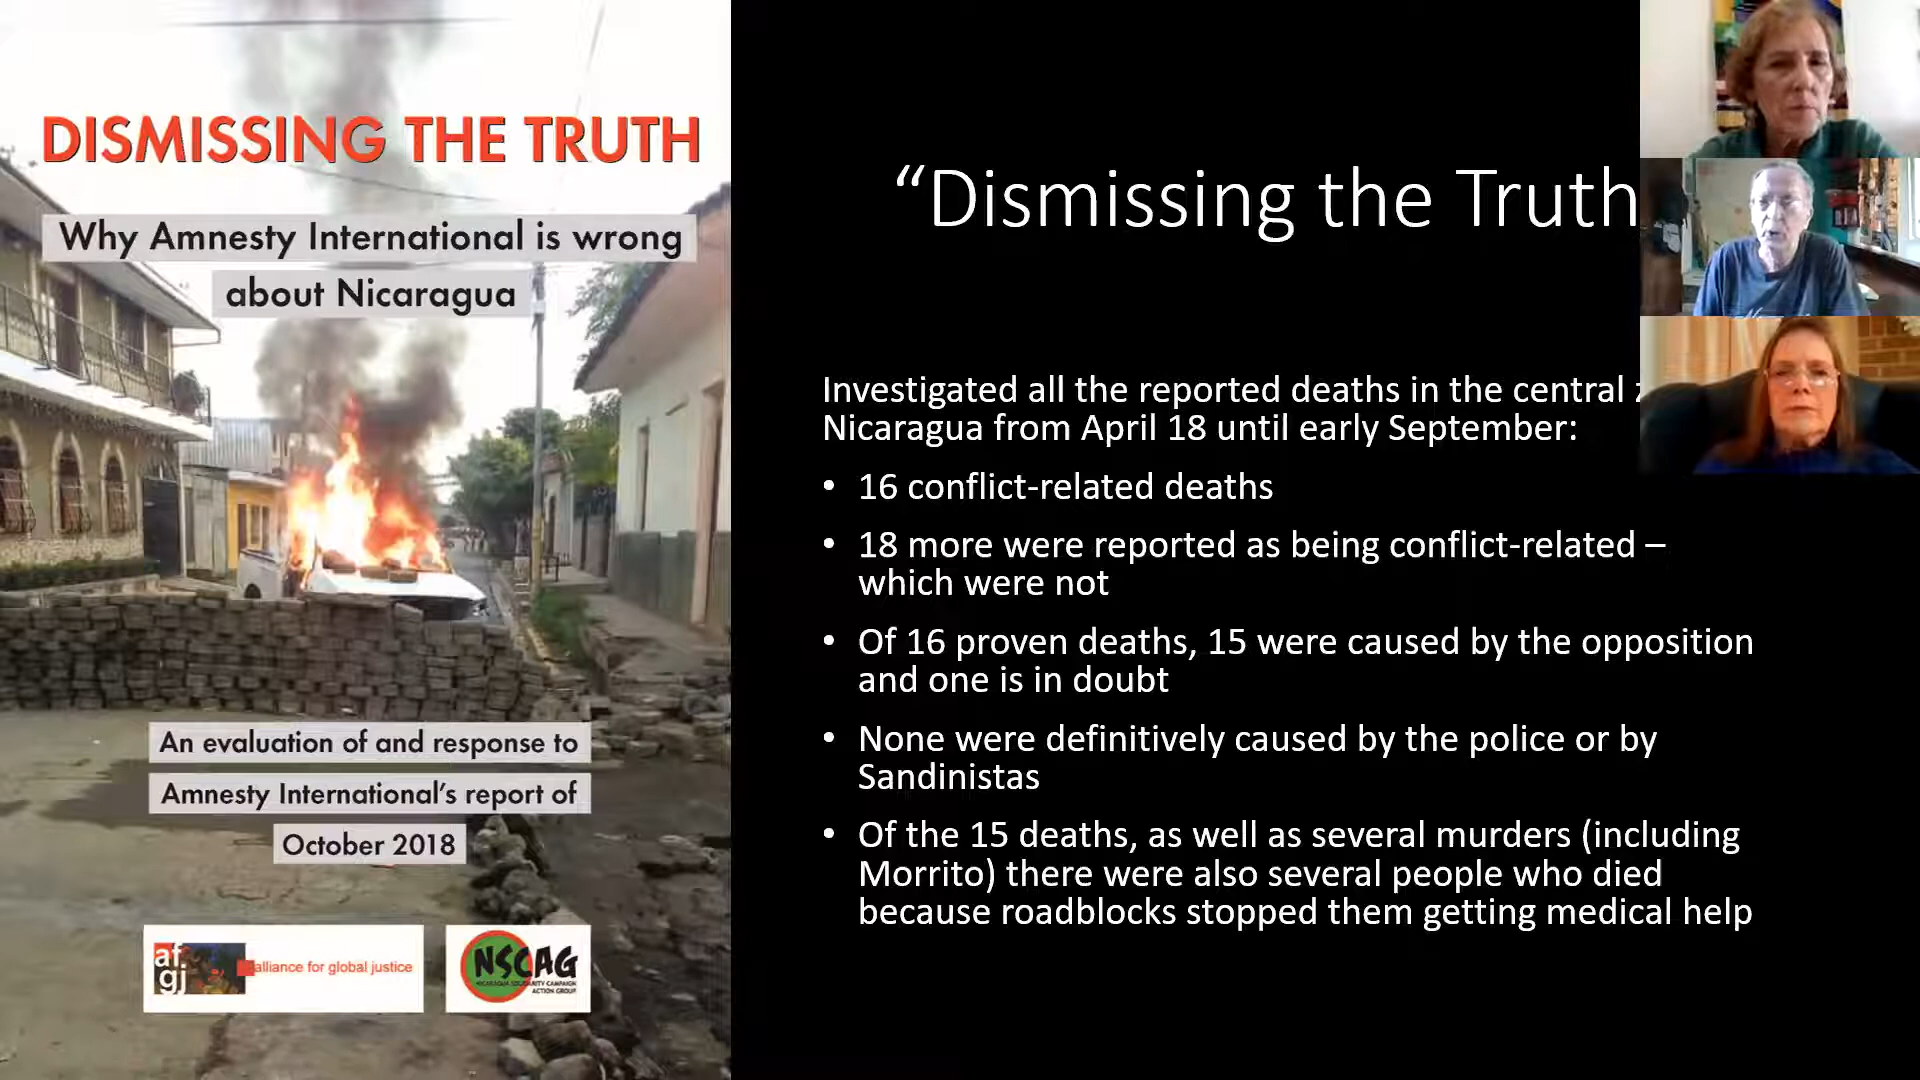 DISMISSING THE TRUTH
Why Amnesty International is wrong
about Nicaragua
An evaluation of and response to
Amnesty International's report of
October 2018
af
gj
alliance for global justice
NSCAG
NICARAGUA SOLIDARITY CAMPAIGN
ACTION GROUP
“Dismissing the Truth
Investigated all the reported deaths in the central
Nicaragua from April 18 until early September:
• 16 conflict-related deaths
• 18 more were reported as being conflict-related –
which were not
• Of 16 proven deaths, 15 were caused by the opposition
and one is in doubt
• None were definitively caused by the police or by
Sandinistas
• Of the 15 deaths, as well as several murders (including
Morrito) there were also several people who died
because roadblocks stopped them getting medical help